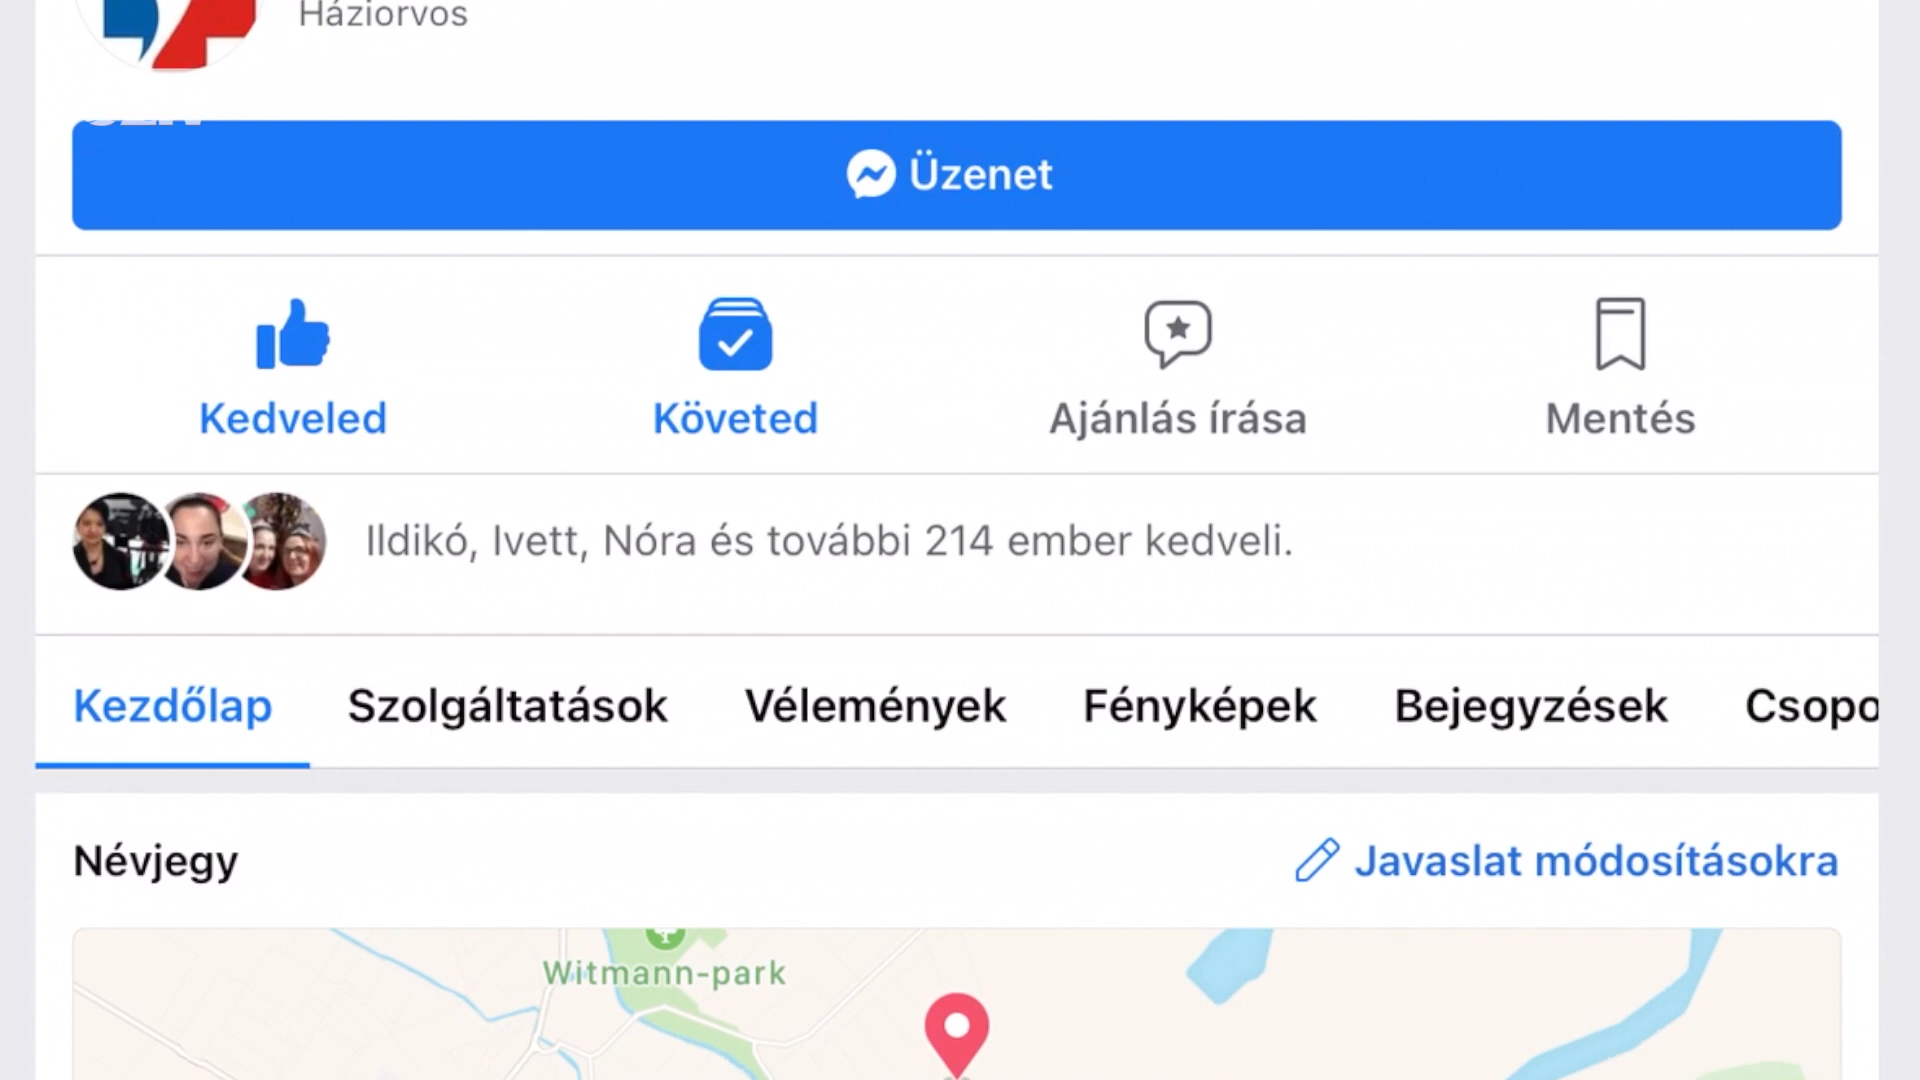 Háziorvos
Üzenet
Kedveled
Követed
Ajánlás írása
Mentés
Ildikó, Ivett, Nóra és további 214 ember kedveli.
Kezdőlap Szolgáltatások Vélemények Fényképek Bejegyzések Csopo
Névjegy
Javaslat módosításokra
Witmann-park